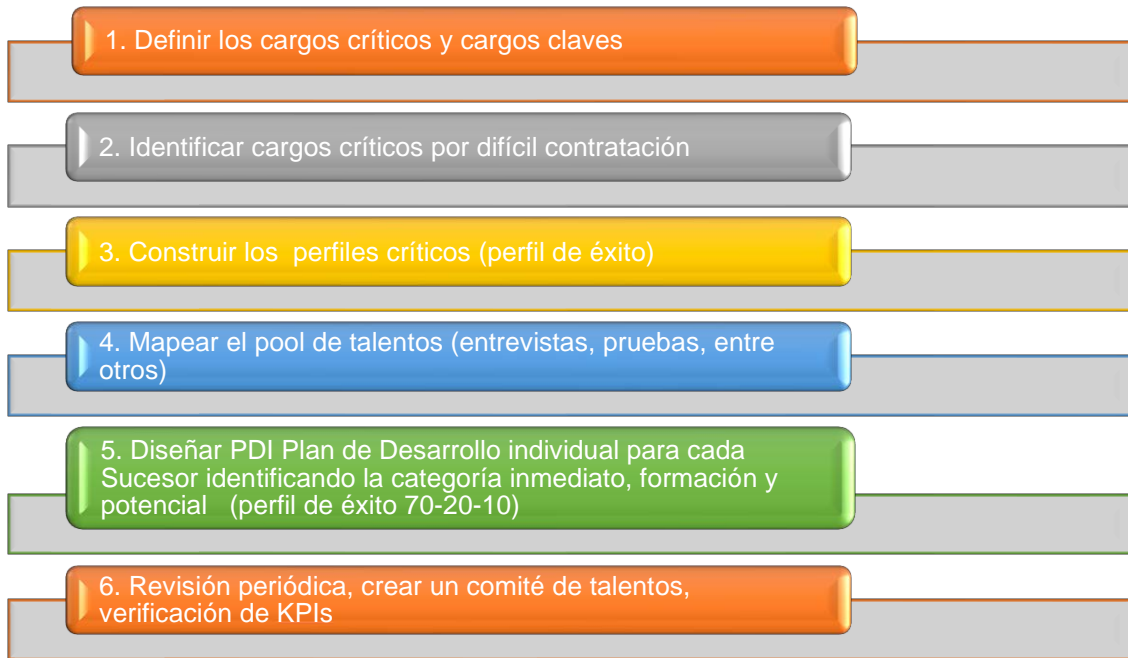 1. Definir los cargos críticos y cargos claves
2. Identificar cargos críticos por difícil contratación
3. Construir los perfiles críticos (perfil de éxito)
4. Mapear el pool de talentos (entrevistas, pruebas, entre
otros)
5. Diseñar PDI Plan de Desarrollo individual para cada
Sucesor identificando la categoría inmediato, formación y
potencial (perfil de éxito 70-20-10)
6. Revisión periódica, crear un comité de talentos,
verificación de KPIs